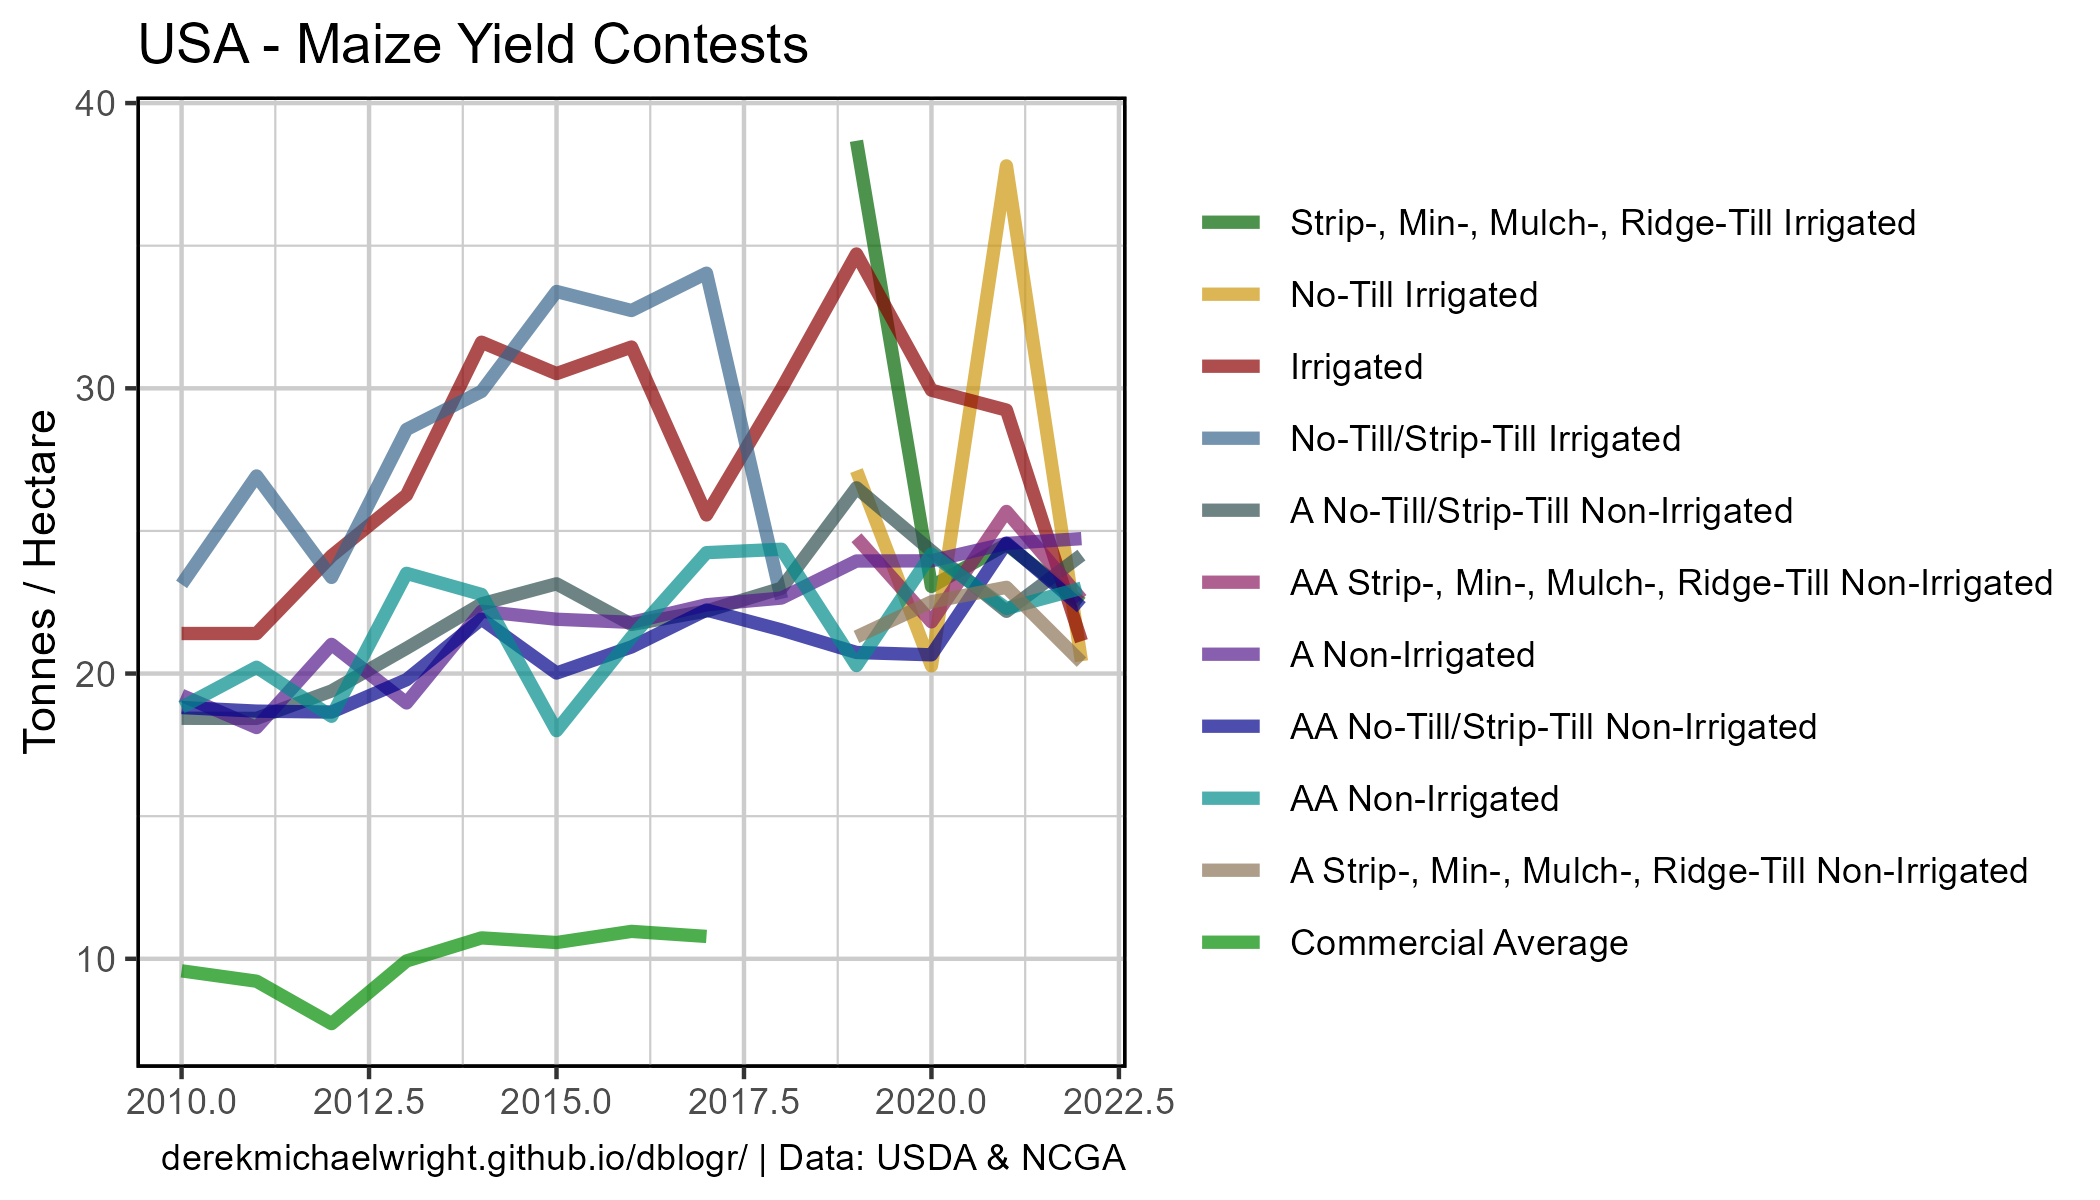 USA - Maize Yield Contests
Tonnes / Hectare
40
30
20
10
2010.0 2012.5 2015.0 2017.5 2020.0 2022.5
Strip-, Min-, Mulch-, Ridge-Till Irrigated
No-Till Irrigated
Irrigated
No-Till/Strip-Till Irrigated
A No-Till/Strip-Till Non-Irrigated
AA Strip-, Min-, Mulch-, Ridge-Till Non-Irrigated
A Non-Irrigated
AA No-Till/Strip-Till Non-Irrigated
AA Non-Irrigated
A Strip-, Min-, Mulch-, Ridge-Till Non-Irrigated
Commercial Average
derekmichaelwright.github.io/dblogr/ | Data: USDA & NCGA